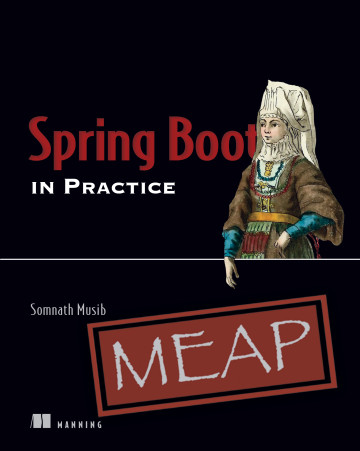 Spring Boot
IN PRACTICE
Somnath Musib
MEAP
MANNING